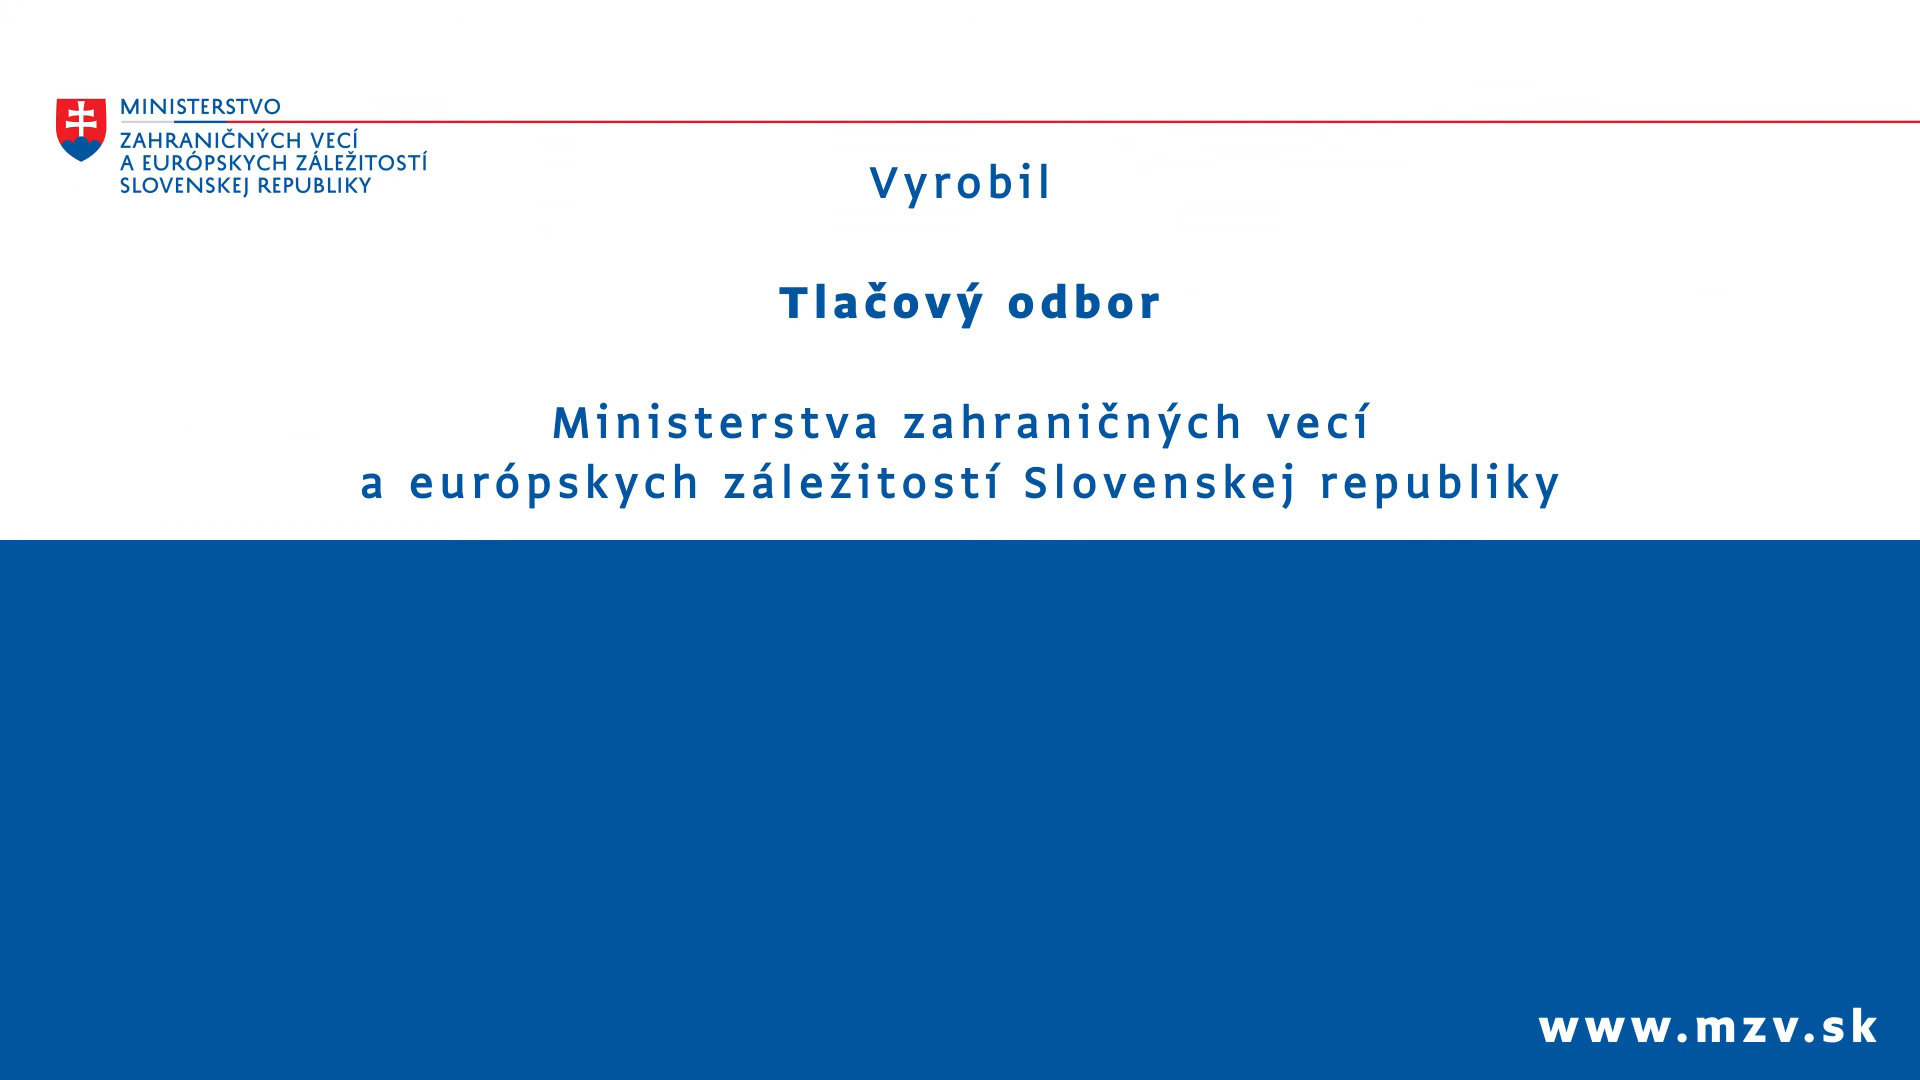 MINISTERSTVO
ZAHRANIČNÝCH VECÍ
A EURÓPSKYCH ZÁLEŽITOSTÍ
SLOVENSKEJ REPUBLIKY
Vyrobil
Tlačový odbor
Ministerstva zahraničných vecí
a európskych záležitostí Slovenskej republiky
www.mzv.sk